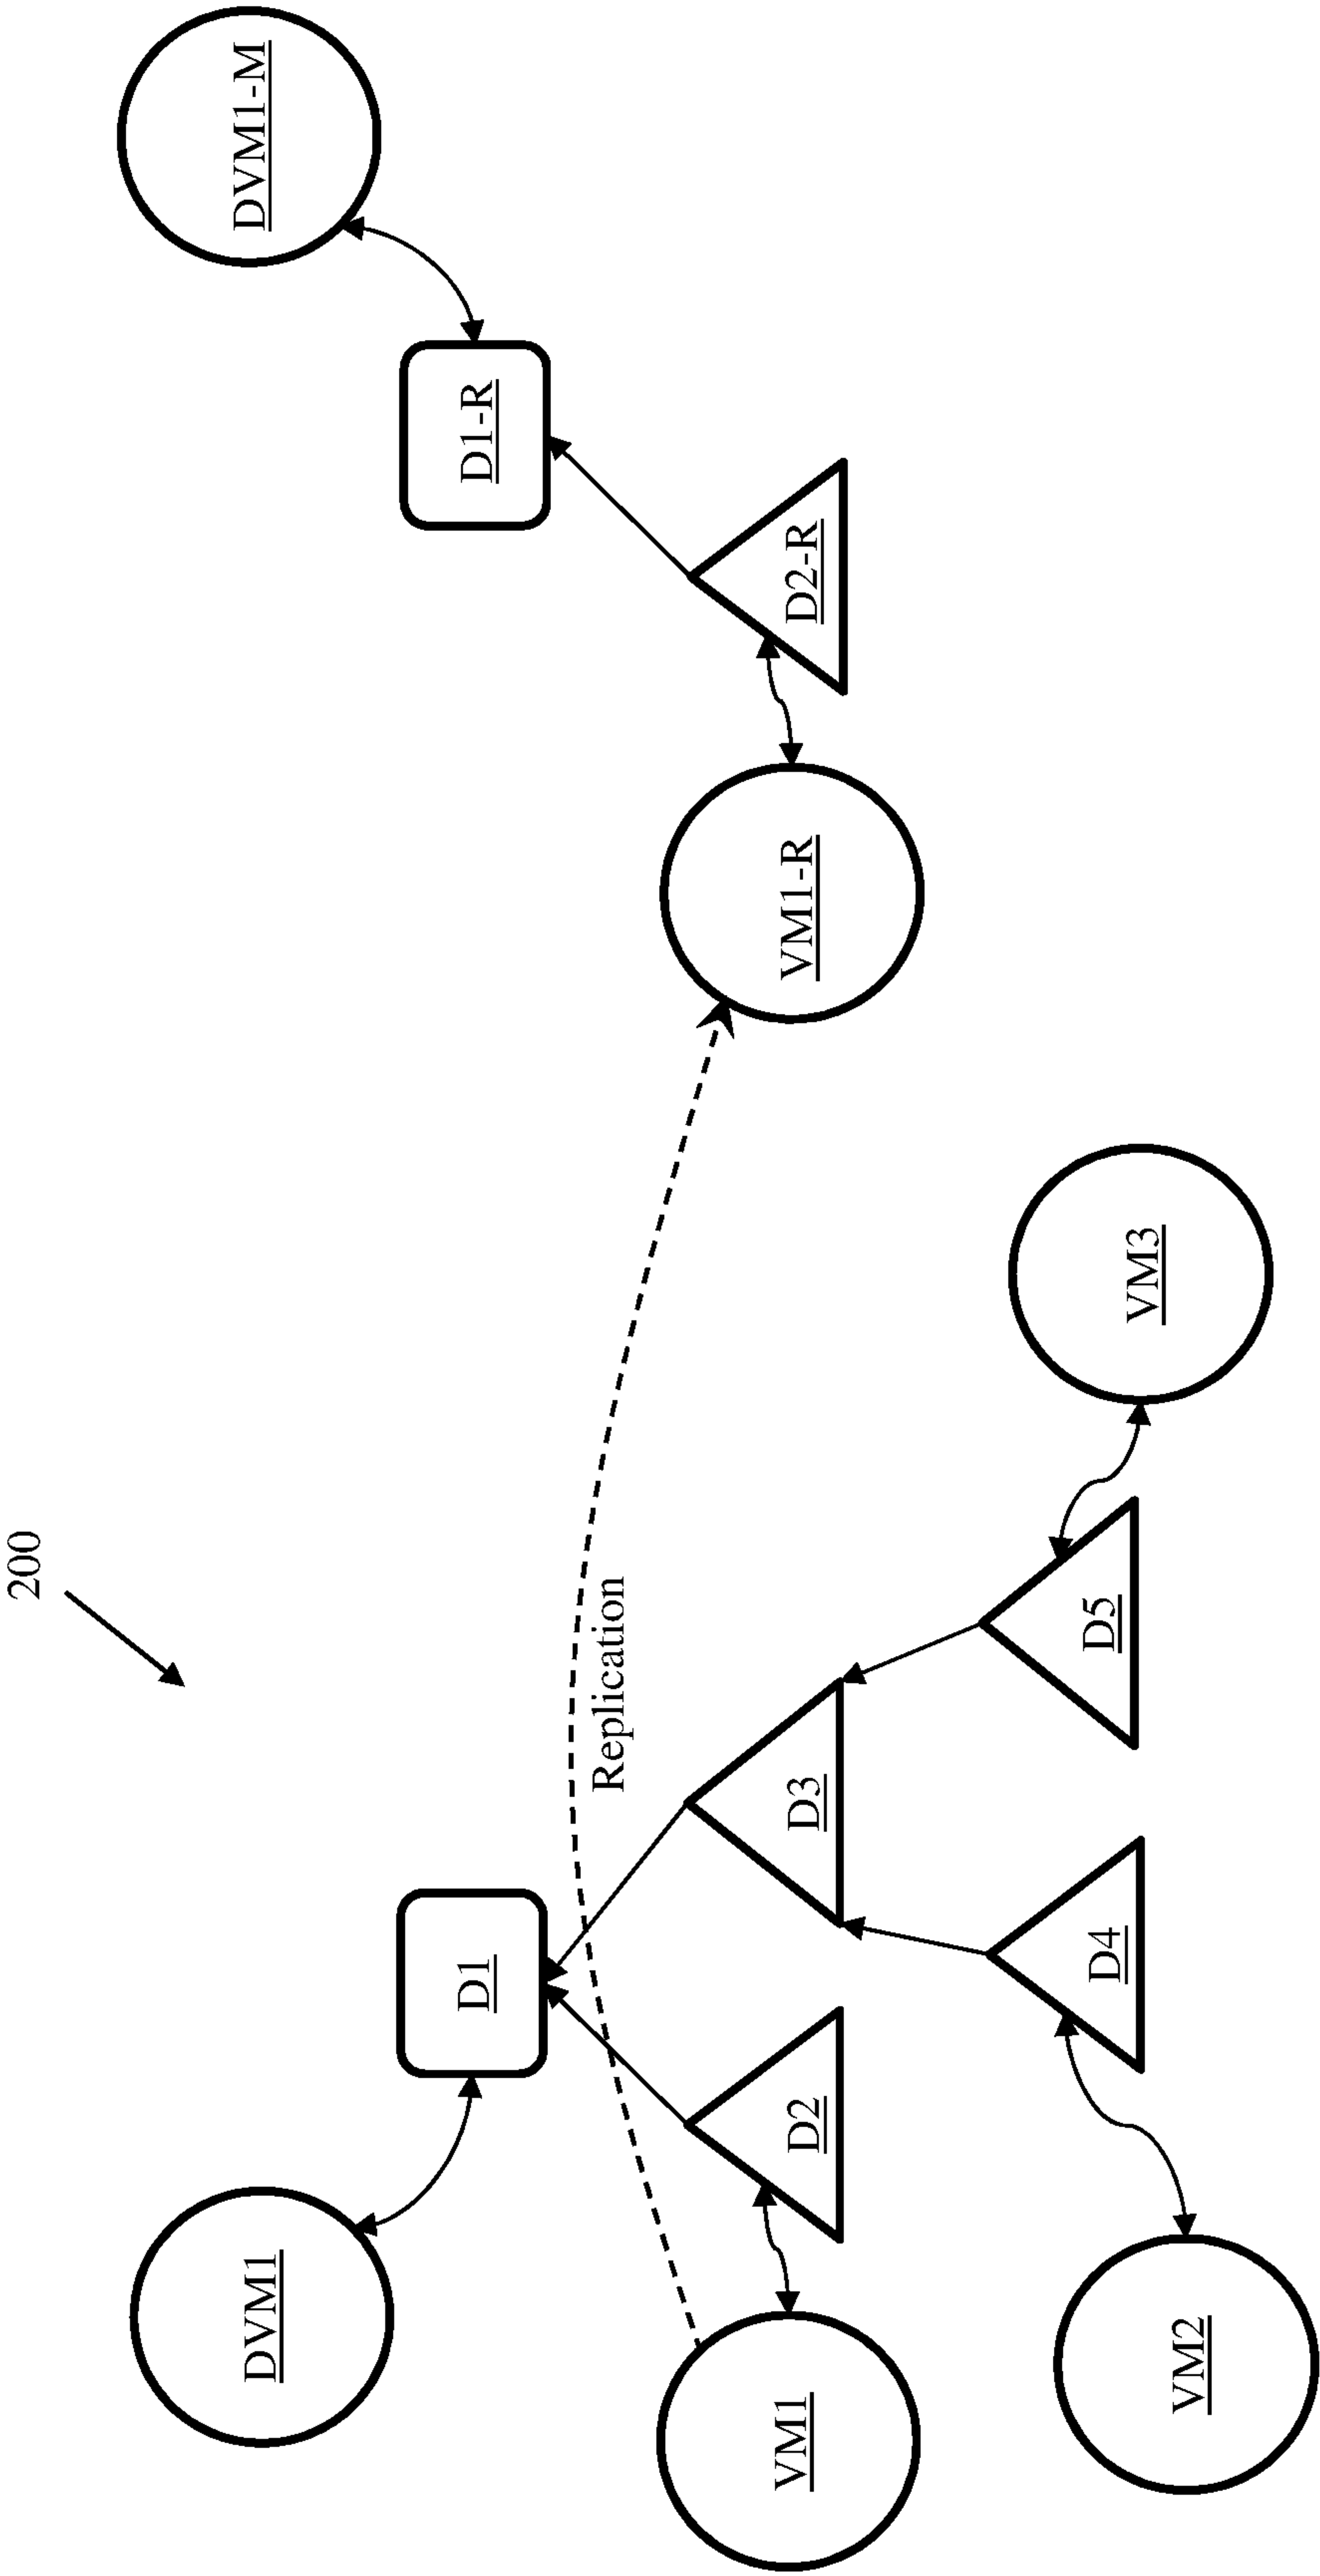 200
DVM1
DVM1-M
D1
D1-R
Replication
VM1
D2
D3
VM1-R
D2-R
D4
D5
VM2
VM3